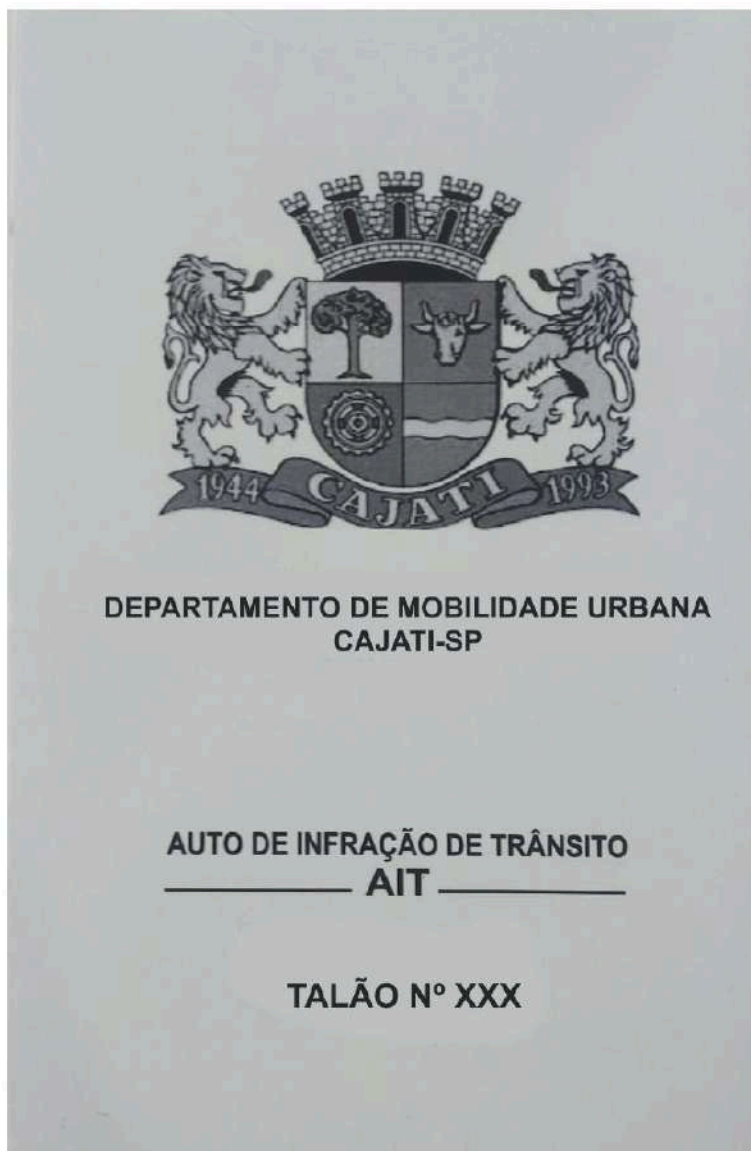 1944 CAJATI 1993
DEPARTAMENTO DE MOBILIDADE URBANA
CAJATI-SP
AUTO DE INFRAÇÃO DE TRÂNSITO
AIT
TALÃO Nº XXX